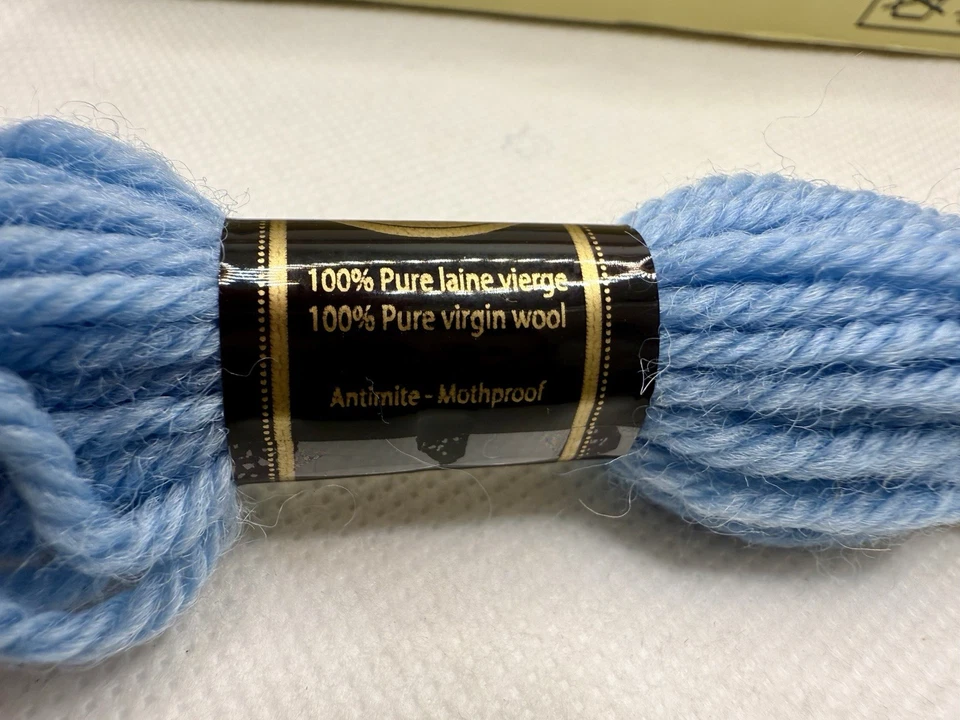 100% Pure laine vierge
100% Pure virgin wool
Antimite - Mothproof